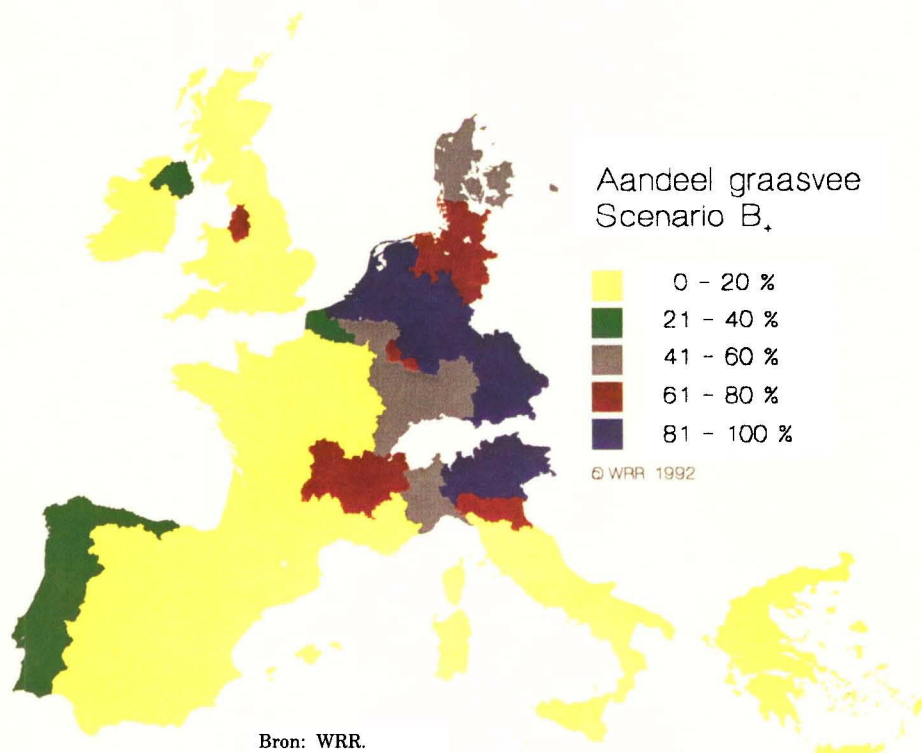 Aandeel graasvee
Scenario B+
0 - 20 %
21 - 40 %
41 - 60 %
61 - 80 %
81 - 100 %
© WRR 1992
Bron: WRR.